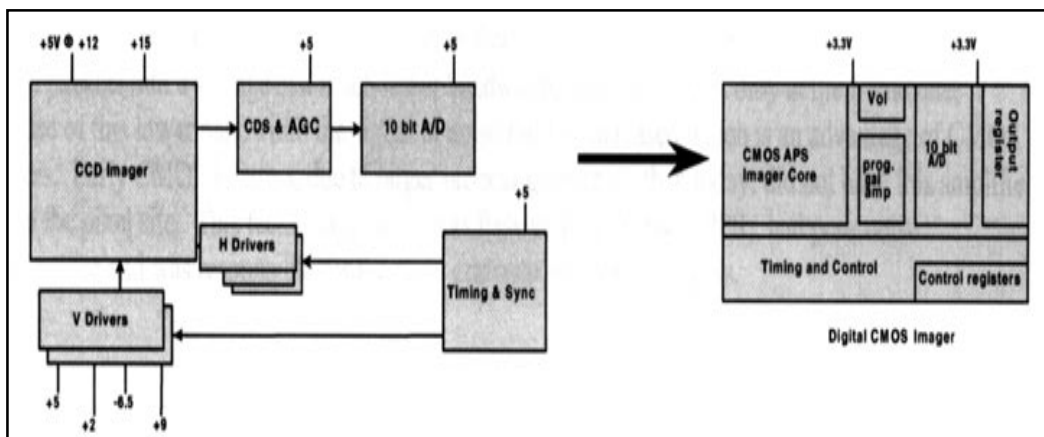 +5V Φ +12
+15
+5
+5
CCD Imager
CDS & AGC
10 bit A/D
H Drivers
V Drivers
Timing & Sync
+5
+5
+2
-6.5
+9
+3.3V
+3.3V
CMOS APS
Imager Core
Vol
prog.
gal
amp
10 bit
A/D
Output
register
Timing and Control
Control registers
Digital CMOS Imager